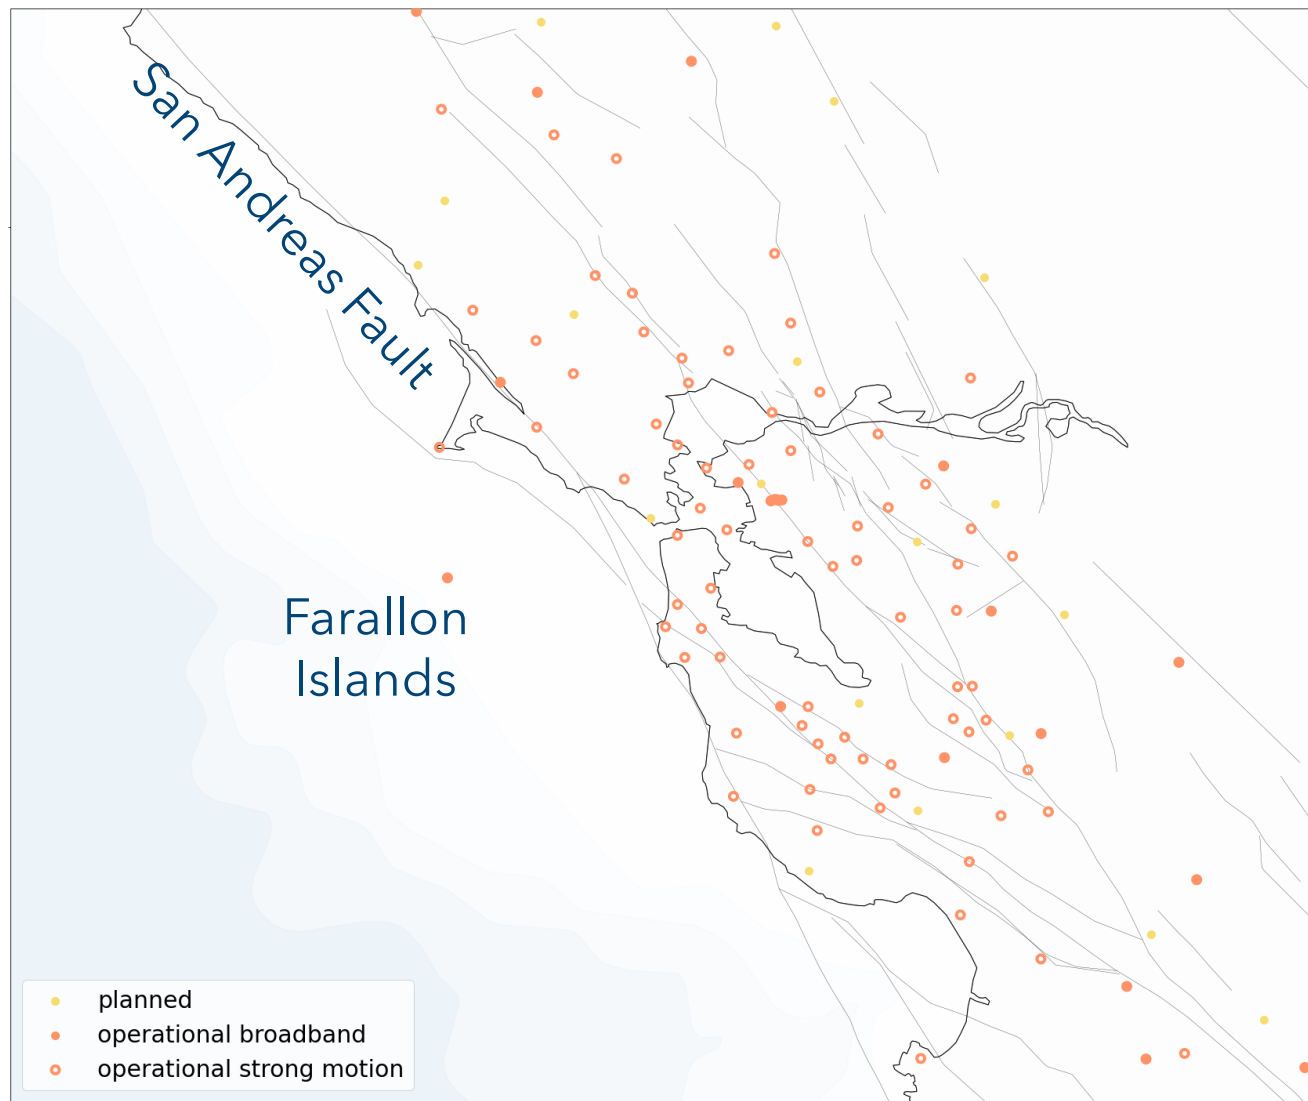 San Andreas Fault
Farallon
Islands
planned
operational broadband
operational strong motion